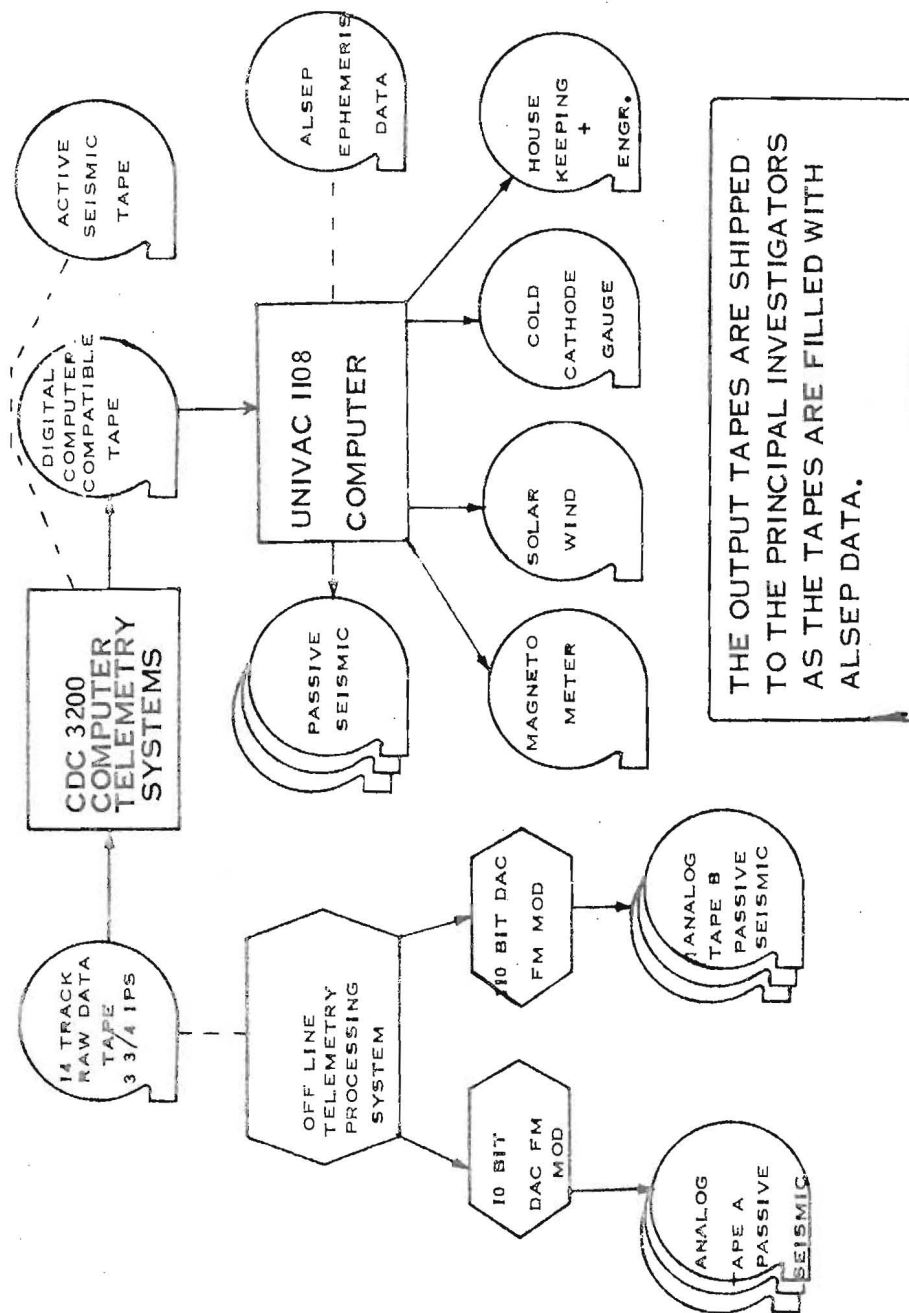 14 TRACK
RAW DATA
TAPE
3 3/4 IPS
CDC 3200
COMPUTER
TELEMETRY
SYSTEMS
DIGITAL
COMPUTER
COMPATIBLE
TAPE
ACTIVE
SEISMIC
TAPE
OFF LINE
TELEMETRY
PROCESSING
SYSTEM
UNIVAC 1108
COMPUTER
ALSEP
EPHEMERIS
DATA
10 BIT
DAC FM
MOD
10 BIT DAC
FM MOD
PASSIVE
SEISMIC
MAGNETO
METER
SOLAR
WIND
COLD
CATHODE
GAUGE
HOUSE
KEEPING
+
ENGR.
ANALOG
TAPE A
PASSIVE
SEISMIC
ANALOG
TAPE B
PASSIVE
SEISMIC
THE OUTPUT TAPES ARE SHIPPED
TO THE PRINCIPAL INVESTIGATORS
AS THE TAPES ARE FILLED WITH
ALSEP DATA.